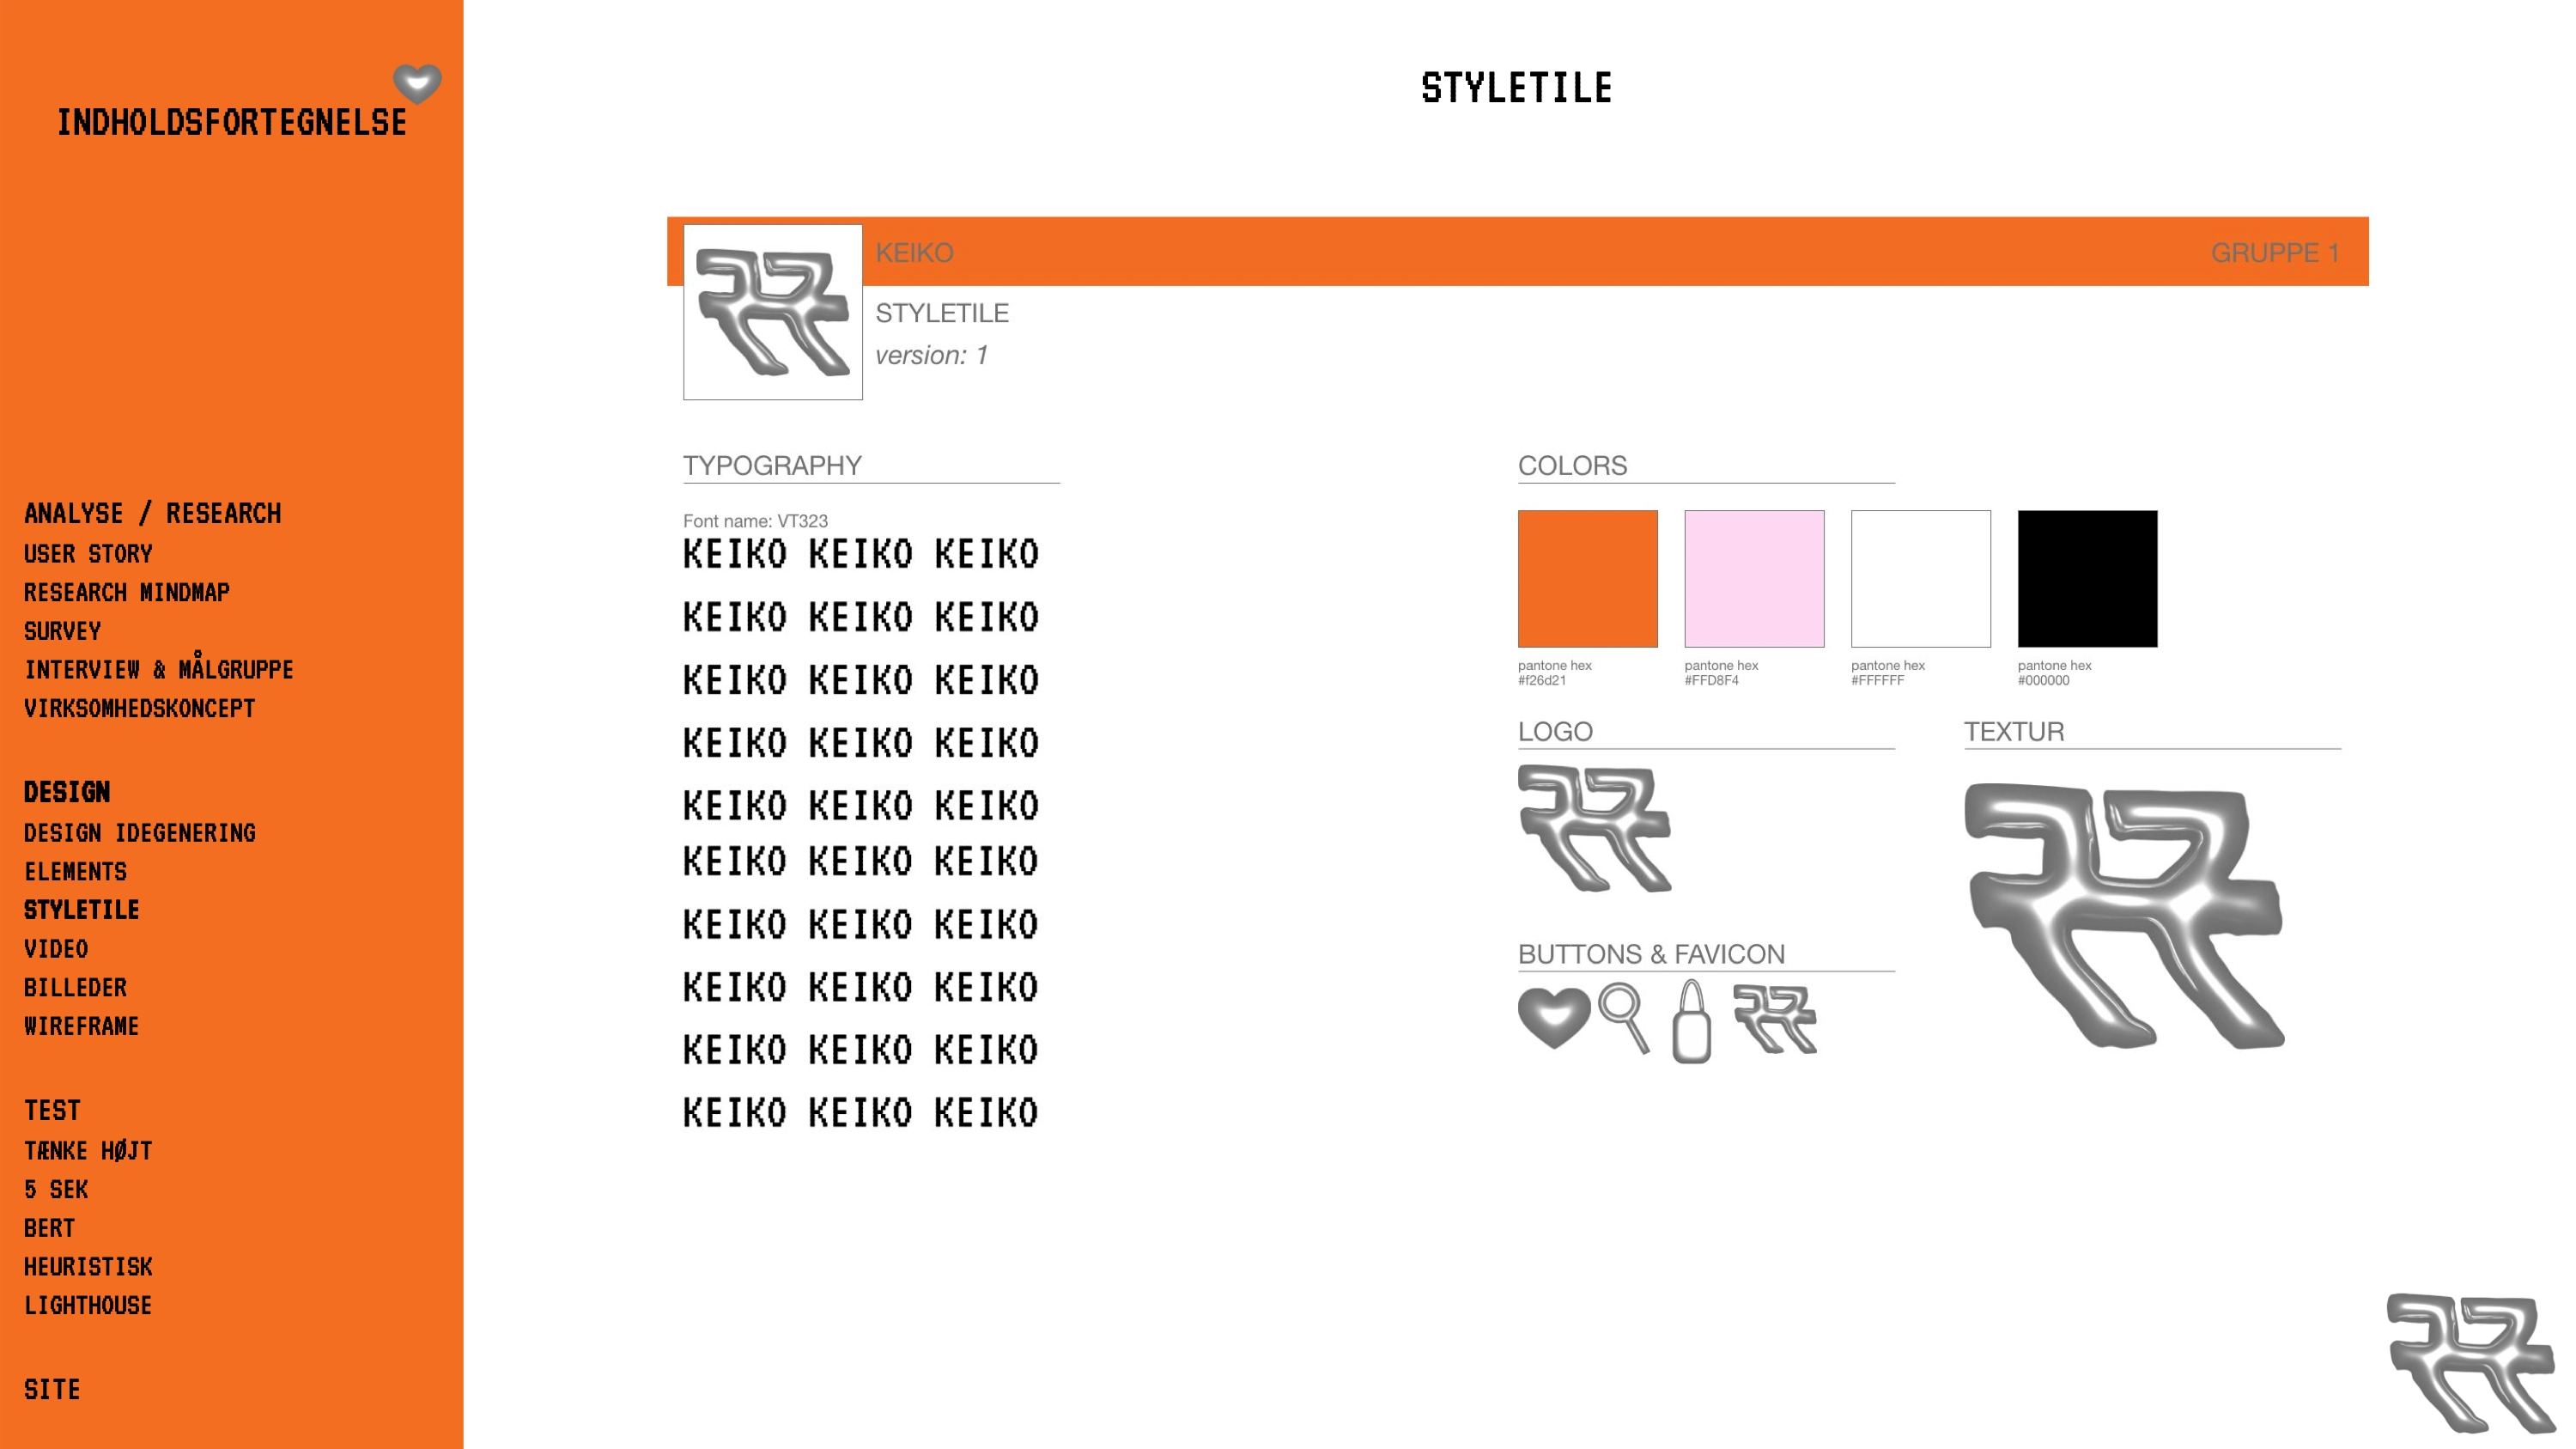 INDHOLDSFORTEGNELSE
ANALYSE / RESEARCH
USER STORY
RESEARCH MINDMAP
SURVEY
INTERVIEW & MÅLGRUPPE
VIRKSOMHEDSKONCEPT
DESIGN
DESIGN IDEGENERING
ELEMENTS
STYLETILE
VIDEO
BILLEDER
WIREFRAME
TEST
TÆNKE HØJT
5 SEK
BERT
HEURISTISK
LIGHTHOUSE
SITE
STYLETILE
KEIKO
GRUPPE 1
STYLETILE
version: 1
TYPOGRAPHY
Font name: VT323
KEIKO KEIKO KEIKO
KEIKO KEIKO KEIKO
KEIKO KEIKO KEIKO
KEIKO KEIKO KEIKO
KEIKO KEIKO KEIKO
KEIKO KEIKO KEIKO
KEIKO KEIKO KEIKO
KEIKO KEIKO KEIKO
KEIKO KEIKO KEIKO
KEIKO KEIKO KEIKO
COLORS
pantone hex
#f26d21
pantone hex
#FFD8F4
pantone hex
#FFFFFF
pantone hex
#000000
LOGO
TEXTUR
BUTTONS & FAVICON